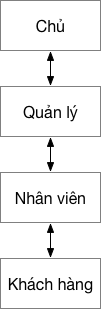 Chủ
Quản lý
Nhân viên
Khách hàng